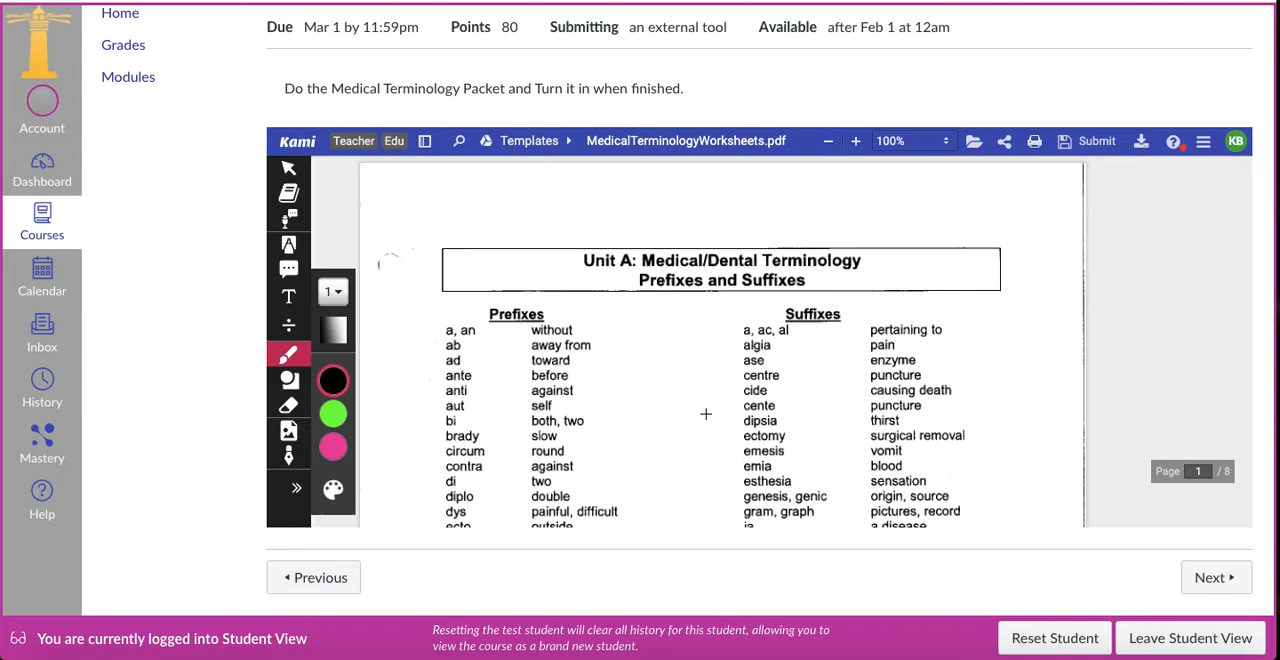 Home
Grades
Modules
Account
Dashboard
Courses
Calendar
Inbox
History
Mastery
Help
Due Mar 1 by 11:59pm Points 80 Submitting an external tool Available after Feb 1 at 12am
Do the Medical Terminology Packet and Turn it in when finished.
Kami Teacher Edu Templates MedicalTerminologyWorksheets.pdf − + 100% Submit ? KB
T
1
Unit A: Medical/Dental Terminology
Prefixes and Suffixes
Prefixes Suffixes
a, an without a, ac, al pertaining to
ab away from algia pain
ad toward ase enzyme
ante before centre puncture
anti against cide causing death
aut self cente puncture
bi both, two dipsia thirst
brady slow ectomy surgical removal
circum round emesis vomit
contra against emia blood
di two esthesia sensation
diplo double genesis, genic origin, source
dys painful, difficult gram, graph pictures, record
ecto outside ia a disease
Page 1 / 8
Previous Next
You are currently logged into Student View
Resetting the test student will clear all history for this student, allowing you to
view the course as a brand new student.
Reset Student Leave Student View